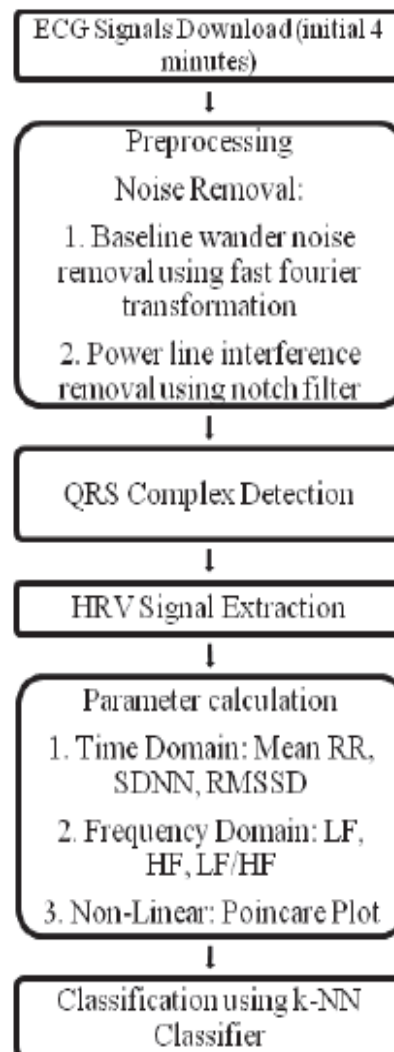 ECG Signals Download (initial 4
minutes)
Preprocessing
Noise Removal:
1. Baseline wander noise
removal using fast fourier
transformation
2. Power line interference
removal using notch filter
QRS Complex Detection
HRV Signal Extraction
Parameter calculation
1. Time Domain: Mean RR,
SDNN, RMSSD
2. Frequency Domain: LF,
HF, LF/HF
3. Non-Linear: Poincare Plot
Classification using k-NN
Classifier